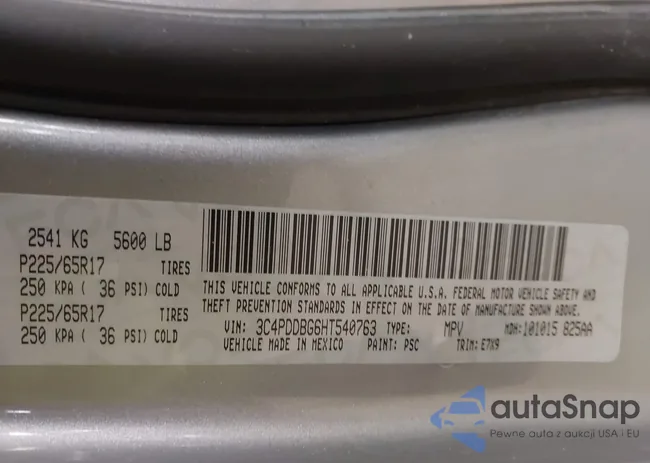 2541 KG 5600 LB
P225/65R17 TIRES
250 KPA ( 36 PSI) COLD
P225/65R17 TIRES
250 KPA ( 36 PSI) COLD
THIS VEHICLE CONFORMS TO ALL APPLICABLE U.S.A. FEDERAL MOTOR VEHICLE SAFETY AND
THEFT PREVENTION STANDARDS IN EFFECT ON THE DATE OF MANUFACTURE SHOWN ABOVE.
VIN: 3C4PDDBG6HT540763 TYPE: MPV MDH:101015 825AA
VEHICLE MADE IN MEXICO PAINT: PSC TRIM: E7X9
autaSnap
Pewne auta z aukcji USA i EU